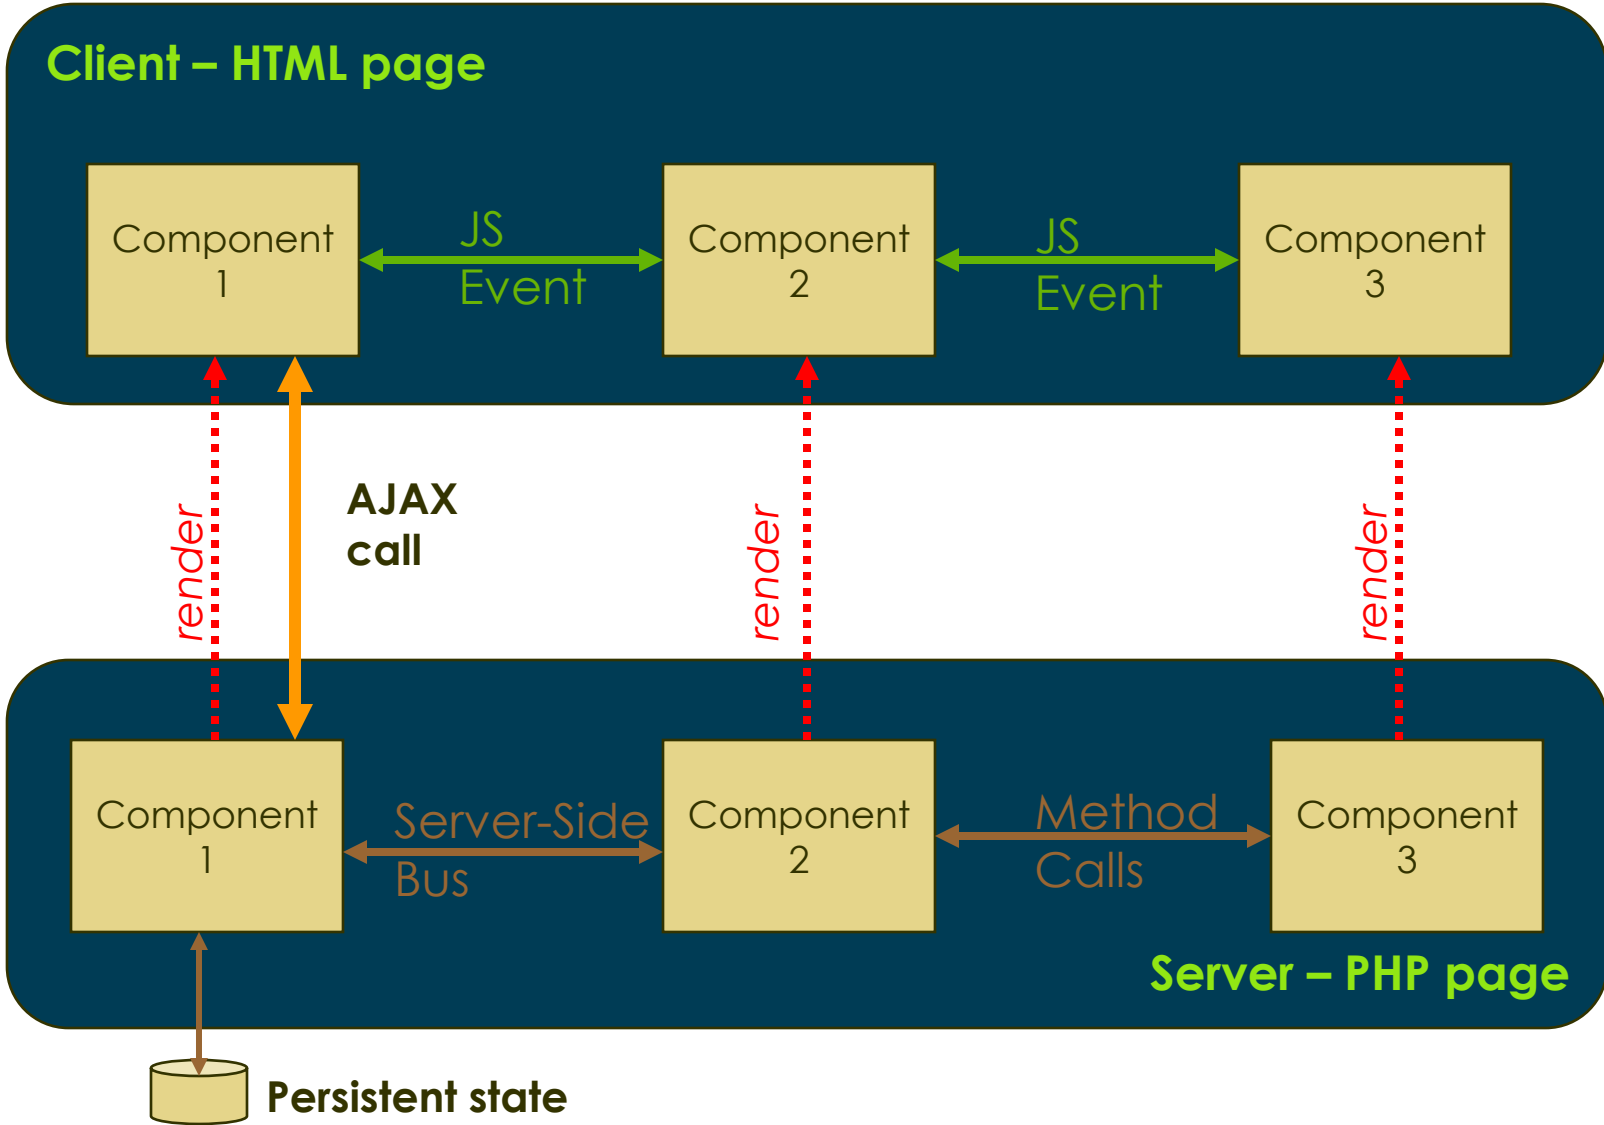 Client – HTML page
Component
1
JS
Event
Component
2
JS
Event
Component
3
render
AJAX
call
render
render
Component
1
Server-Side
Bus
Component
2
Method
Calls
Component
3
Server – PHP page
Persistent state